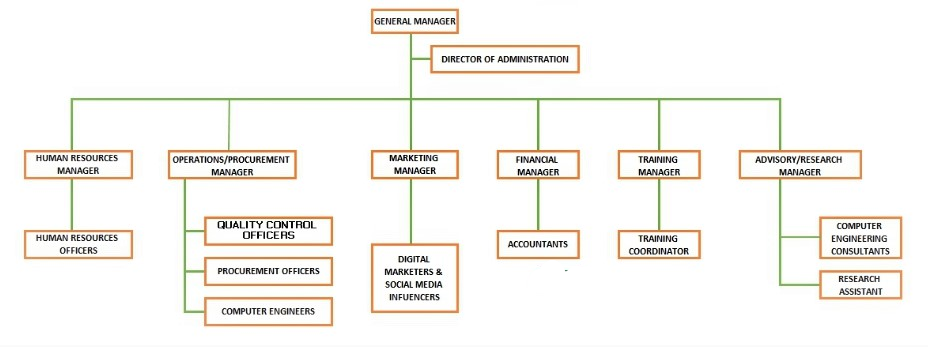 GENERAL MANAGER
DIRECTOR OF ADMINISTRATION
HUMAN RESOURCES
MANAGER
OPERATIONS/PROCUREMENT
MANAGER
MARKETING
MANAGER
FINANCIAL
MANAGER
TRAINING
MANAGER
ADVISORY/RESEARCH
MANAGER
HUMAN RESOURCES
OFFICERS
QUALITY CONTROL
OFFICERS
PROCUREMENT OFFICERS
COMPUTER ENGINEERS
DIGITAL
MARKETERS &
SOCIAL MEDIA
INFUENCERS
ACCOUNTANTS
TRAINING
COORDINATOR
COMPUTER
ENGINEERING
CONSULTANTS
RESEARCH
ASSISTANT